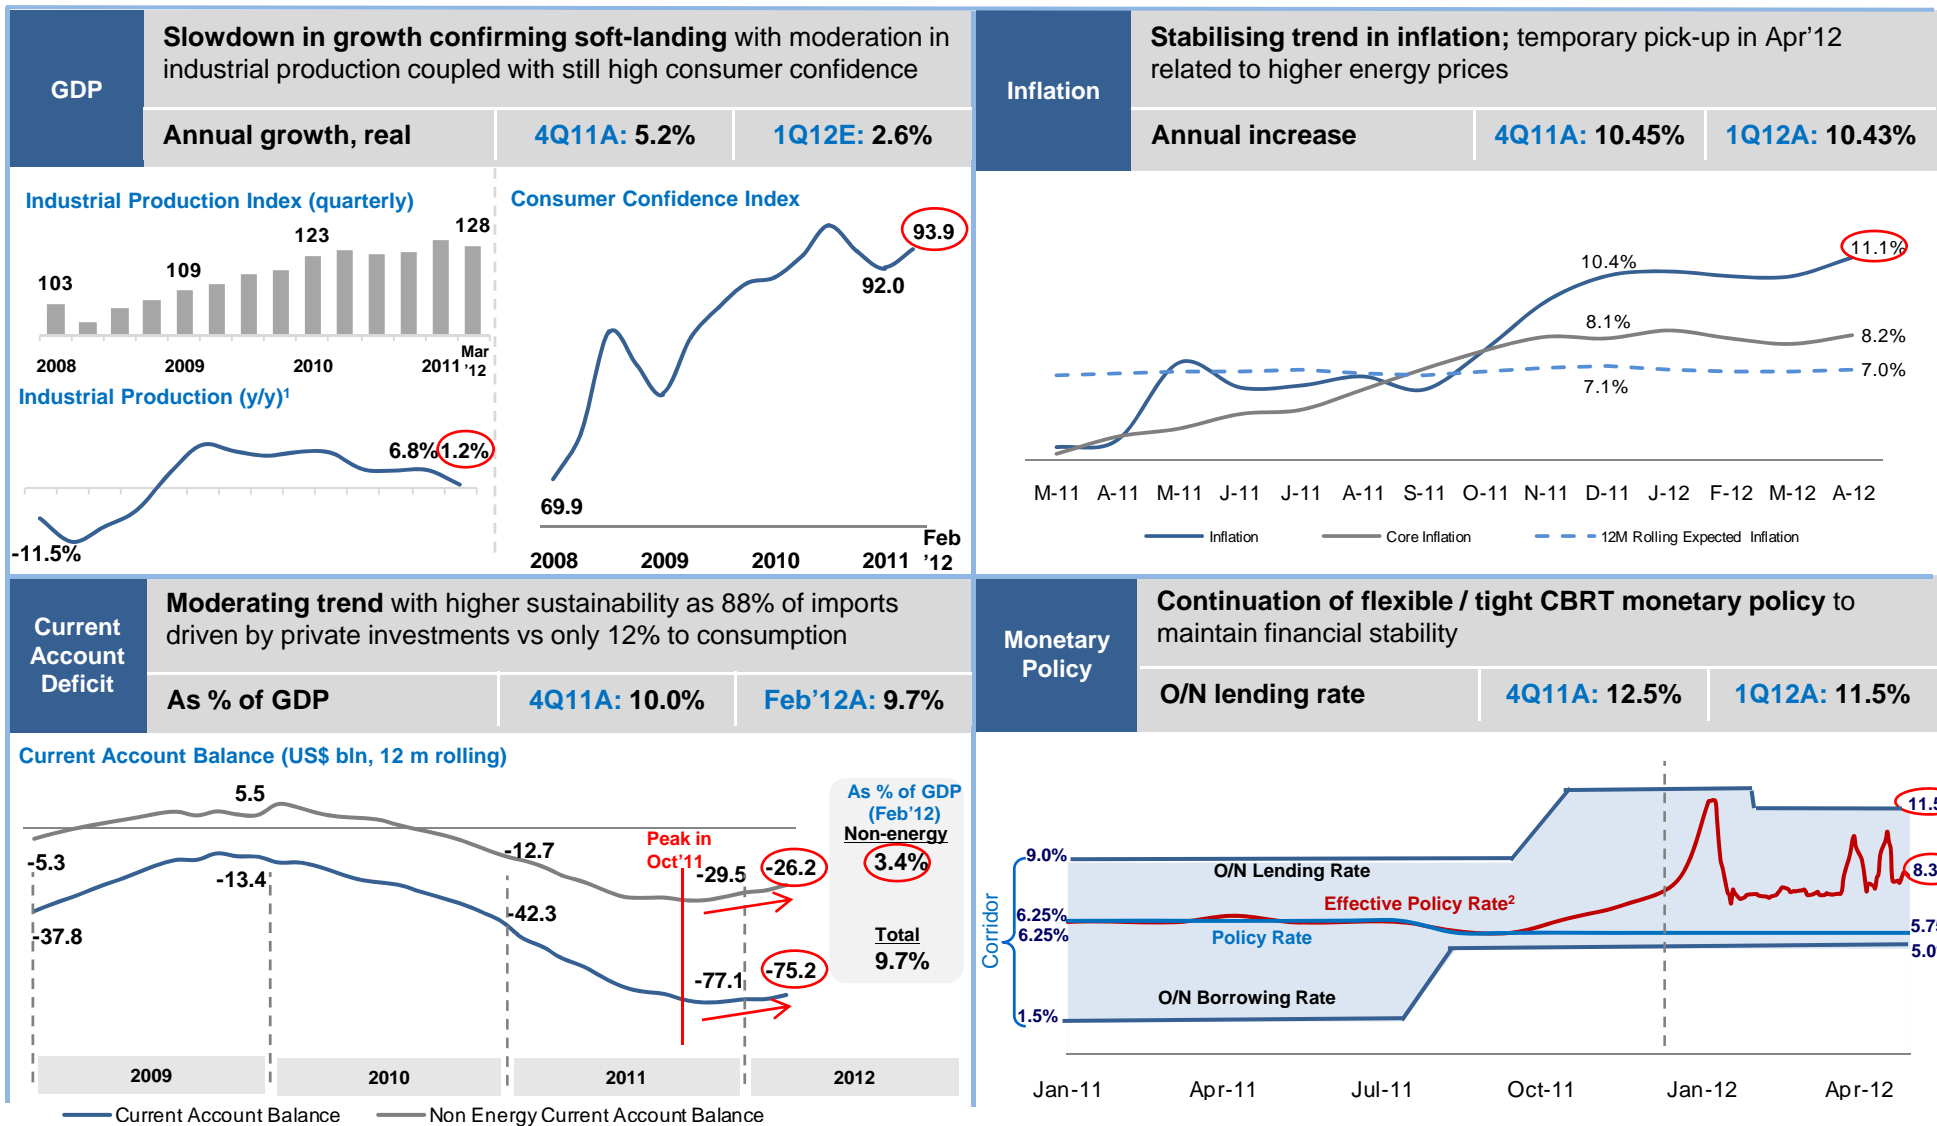 GDP
Slowdown in growth confirming soft-landing with moderation in
industrial production coupled with still high consumer confidence
Annual growth, real
4Q11A: 5.2%
1Q12E: 2.6%
Industrial Production Index (quarterly)
103
109
123
128
2008
2009
2010
2011
Mar
'12
Industrial Production (y/y)¹
-11.5%
6.8%
1.2%
Consumer Confidence Index
69.9
92.0
93.9
2008
2009
2010
2011
Feb
'12
Inflation
Stabilising trend in inflation; temporary pick-up in Apr'12
related to higher energy prices
Annual increase
4Q11A: 10.45%
1Q12A: 10.43%
11.1%
10.4%
8.1%
8.2%
7.1%
7.0%
M-11 A-11 M-11 J-11 J-11 A-11 S-11 O-11 N-11 D-11 J-12 F-12 M-12 A-12
Inflation
Core Inflation
12M Rolling Expected Inflation
Current
Account
Deficit
Moderating trend with higher sustainability as 88% of imports
driven by private investments vs only 12% to consumption
As % of GDP
4Q11A: 10.0%
Feb'12A: 9.7%
Current Account Balance (US$ bln, 12 m rolling)
5.5
-5.3
-13.4
-37.8
-12.7
-42.3
Peak in
Oct'11
-29.5
-26.2
-77.1
-75.2
As % of GDP
(Feb'12)
Non-energy
3.4%
Total
9.7%
2009
2010
2011
2012
Current Account Balance
Non Energy Current Account Balance
Monetary
Policy
Continuation of flexible / tight CBRT monetary policy to
maintain financial stability
O/N lending rate
4Q11A: 12.5%
1Q12A: 11.5%
Corridor
9.0%
6.25%
6.25%
1.5%
O/N Lending Rate
Effective Policy Rate²
Policy Rate
O/N Borrowing Rate
11.5
8.3
5.75
5.0
Jan-11
Apr-11
Jul-11
Oct-11
Jan-12
Apr-12